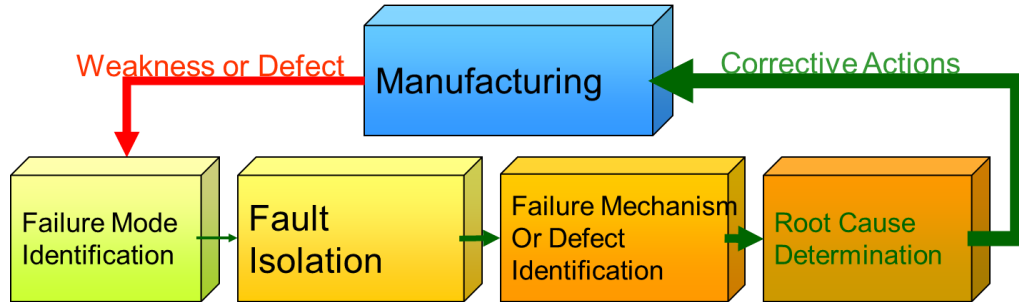 Weakness or Defect
Manufacturing
Corrective Actions
Failure Mode
Identification
Fault
Isolation
Failure Mechanism
Or Defect
Identification
Root Cause
Determination